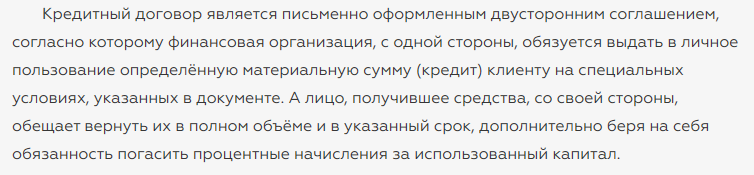 Кредитный договор является письменно оформленным двусторонним соглашением,
согласно которому финансовая организация, с одной стороны, обязуется выдать в личное
пользование определённую материальную сумму (кредит) клиенту на специальных
условиях, указанных в документе. А лицо, получившее средства, со своей стороны,
обещает вернуть их в полном объёме и в указанный срок, дополнительно беря на себя
обязанность погасить процентные начисления за использованный капитал.